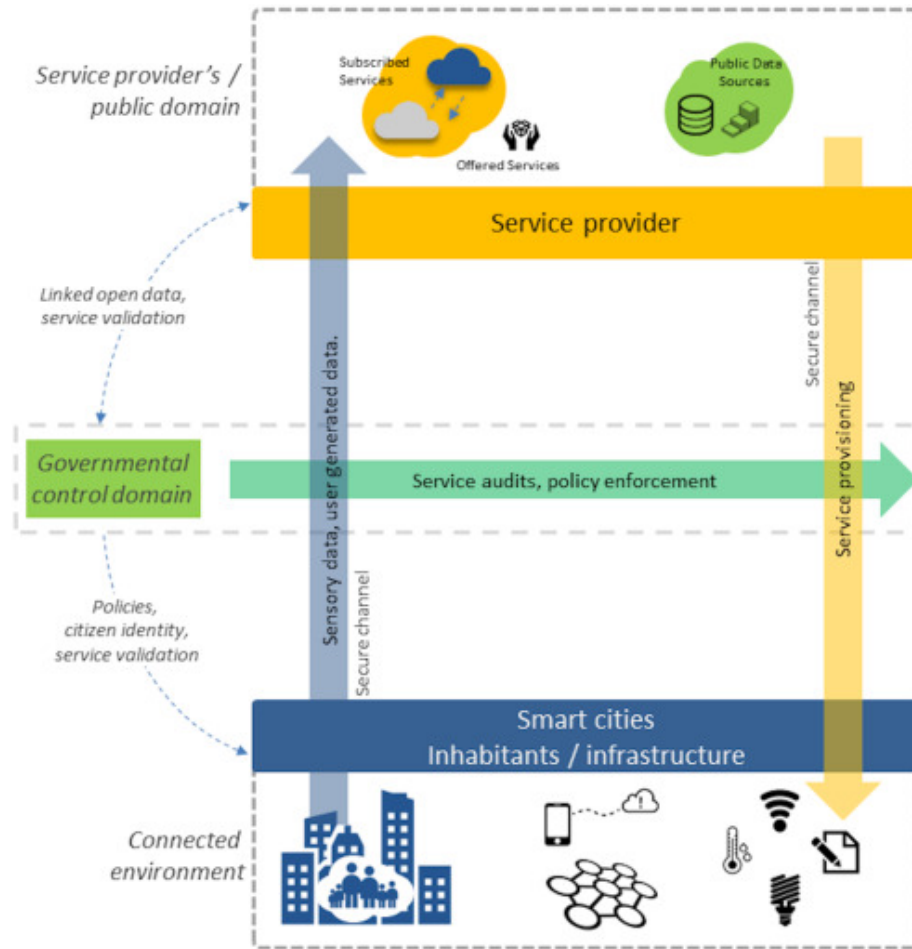 Service provider's /
public domain
Subscribed
Services
Offered Services
Public Data
Sources
Service provider
Linked open data,
service validation
Secure channel
Sensory data, user generated data.
Governmental
control domain
Service audits, policy enforcement
Service provisioning
Policies,
citizen identity,
service validation
Secure channel
Smart cities
Inhabitants / infrastructure
Connected
environment